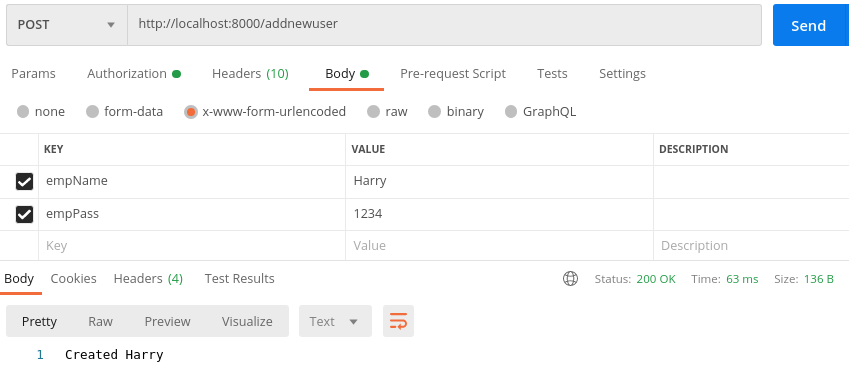 POST http://localhost:8000/addnewuser Send
Params Authorization Headers (10) Body Pre-request Script Tests Settings
none form-data x-www-form-urlencoded raw binary GraphQL
KEY VALUE DESCRIPTION
empName Harry
empPass 1234
Key Value Description
Body Cookies Headers (4) Test Results Status: 200 OK Time: 63 ms Size: 136 B
Pretty Raw Preview Visualize Text
1 Created Harry